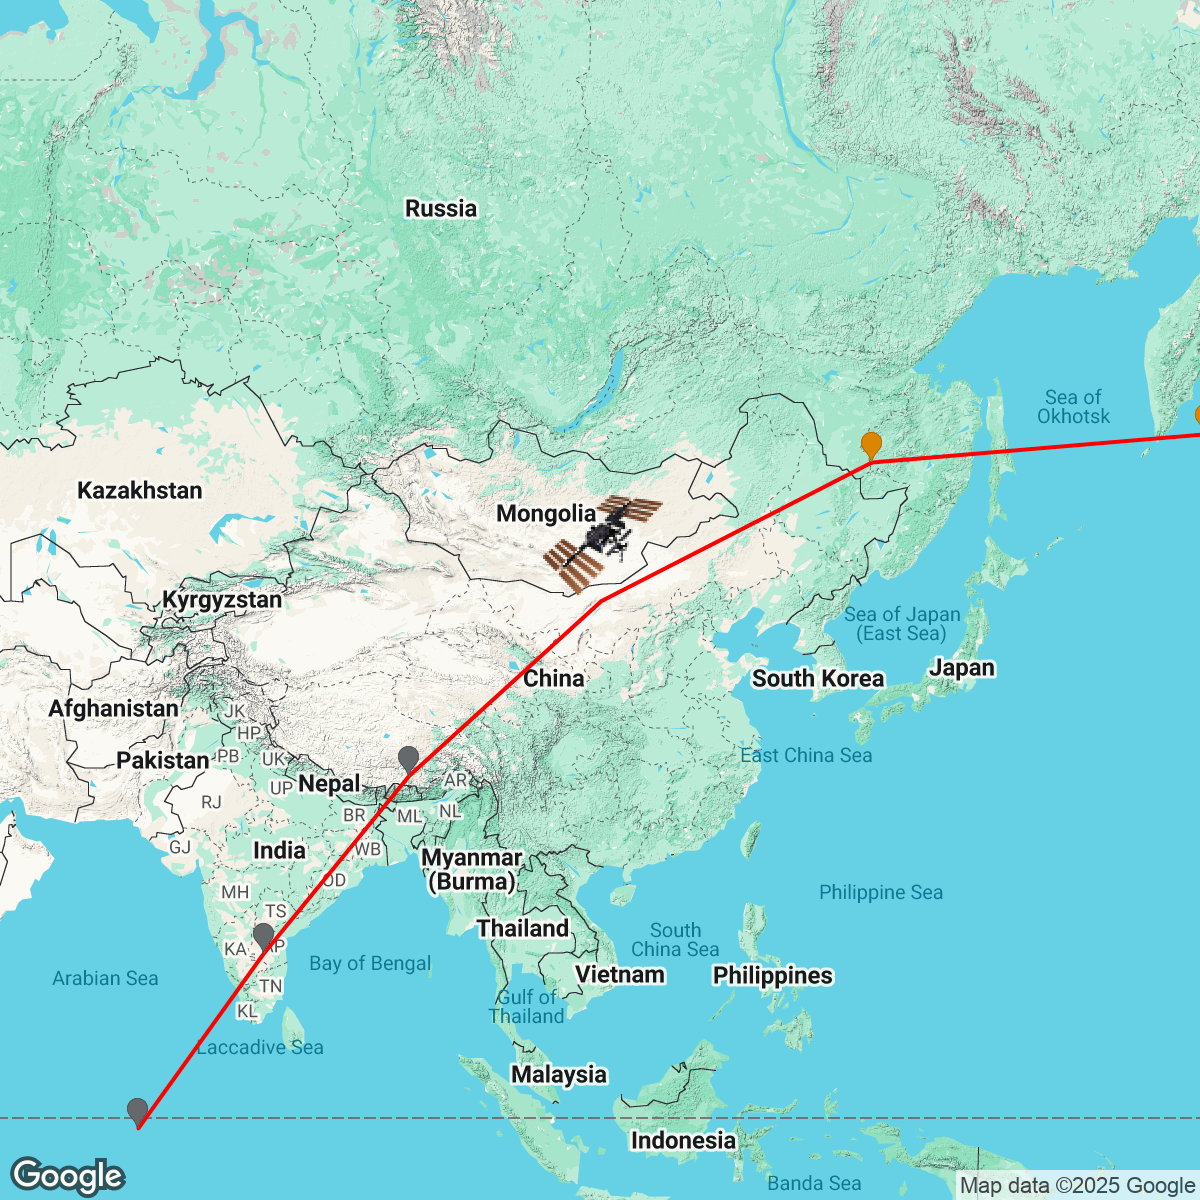 Russia
Sea of
Okhotsk
Kazakhstan
Mongolia
Kyrgyzstan
Sea of Japan
(East Sea)
China
South Korea
Japan
Afghanistan
JK
HP
Pakistan
PB
UK
East China Sea
Nepal
UP
AR
RJ
BR
ML
NL
GJ
India
WB
Myanmar
(Burma)
OD
MH
Philippine Sea
TS
Thailand
South
China Sea
KA
AP
Bay of Bengal
Arabian Sea
Vietnam
Philippines
TN
Gulf of
Thailand
KL
Laccadive Sea
Malaysia
Indonesia
Banda Sea
Google
Map data ©2025 Google